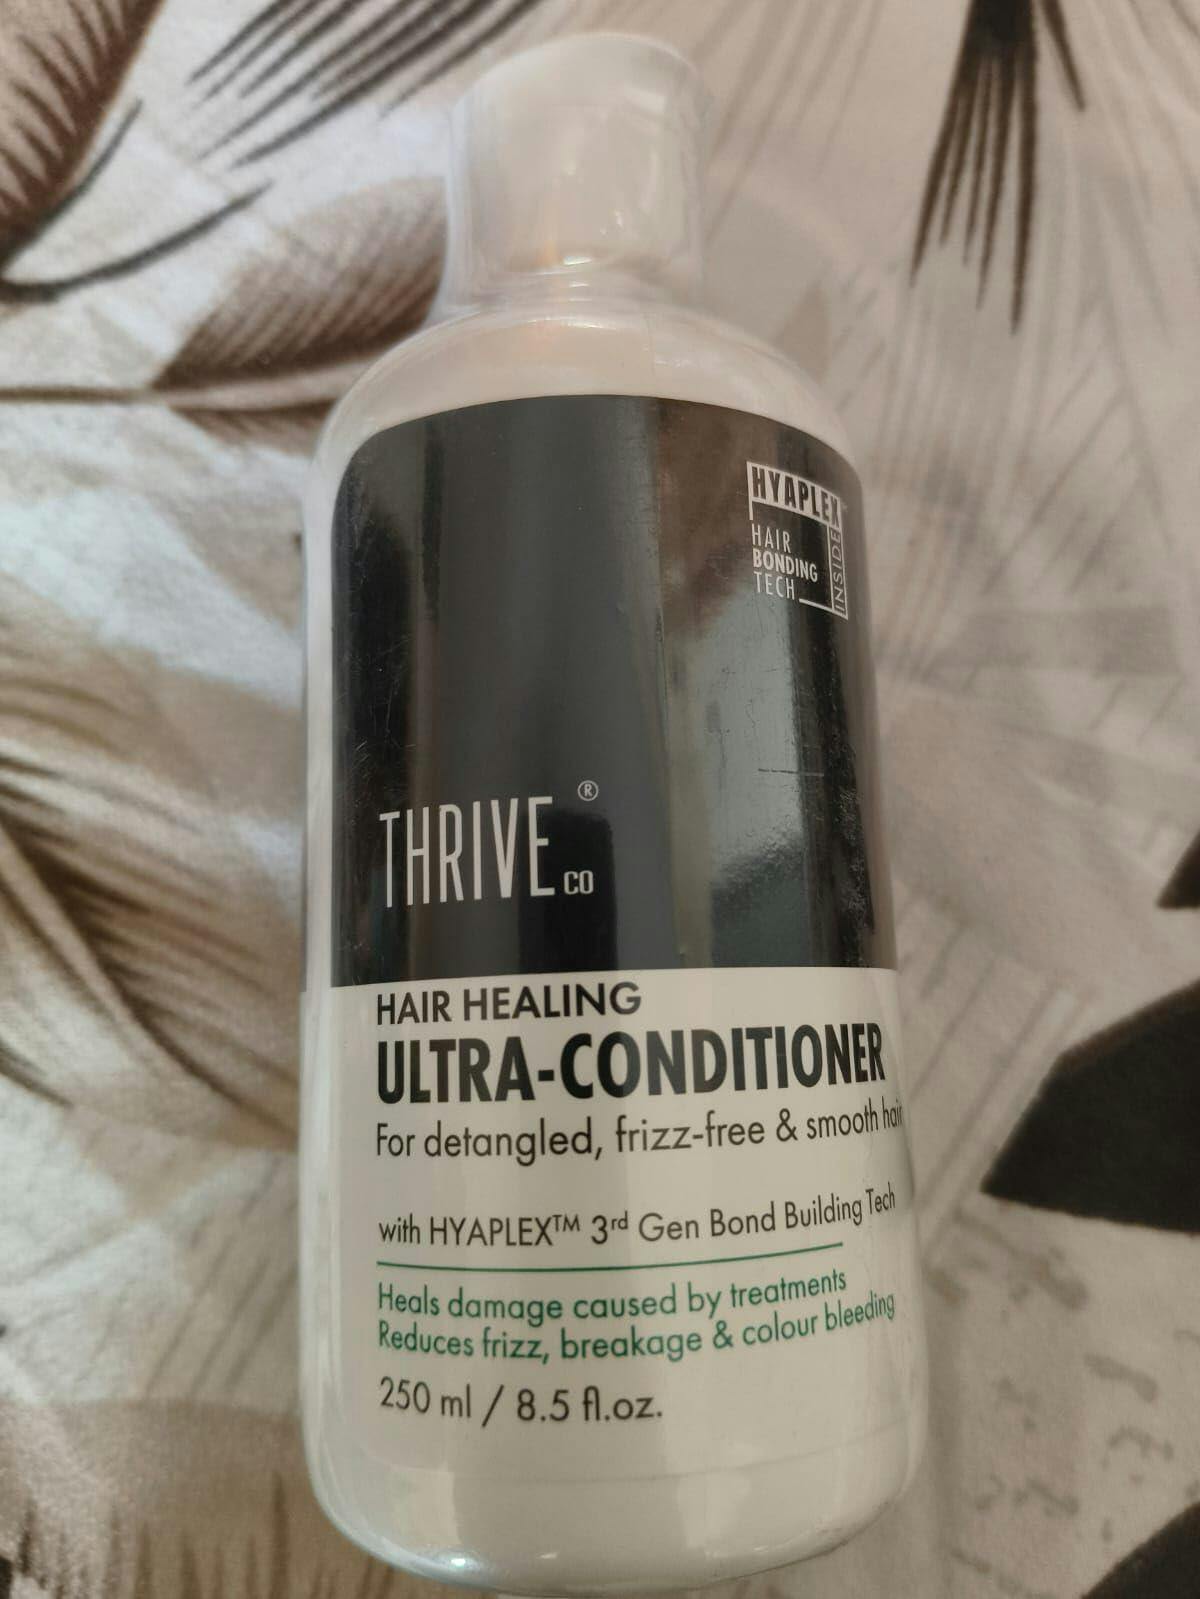 HYAPLEX™
HAIR
BONDING
TECH
INSIDE
THRIVE co ®
HAIR HEALING
ULTRA-CONDITIONER
For detangled, frizz-free & smooth hair
with HYAPLEX™ 3rd Gen Bond Building Tech
Heals damage caused by treatments
Reduces frizz, breakage & colour bleeding
250 ml / 8.5 fl.oz.